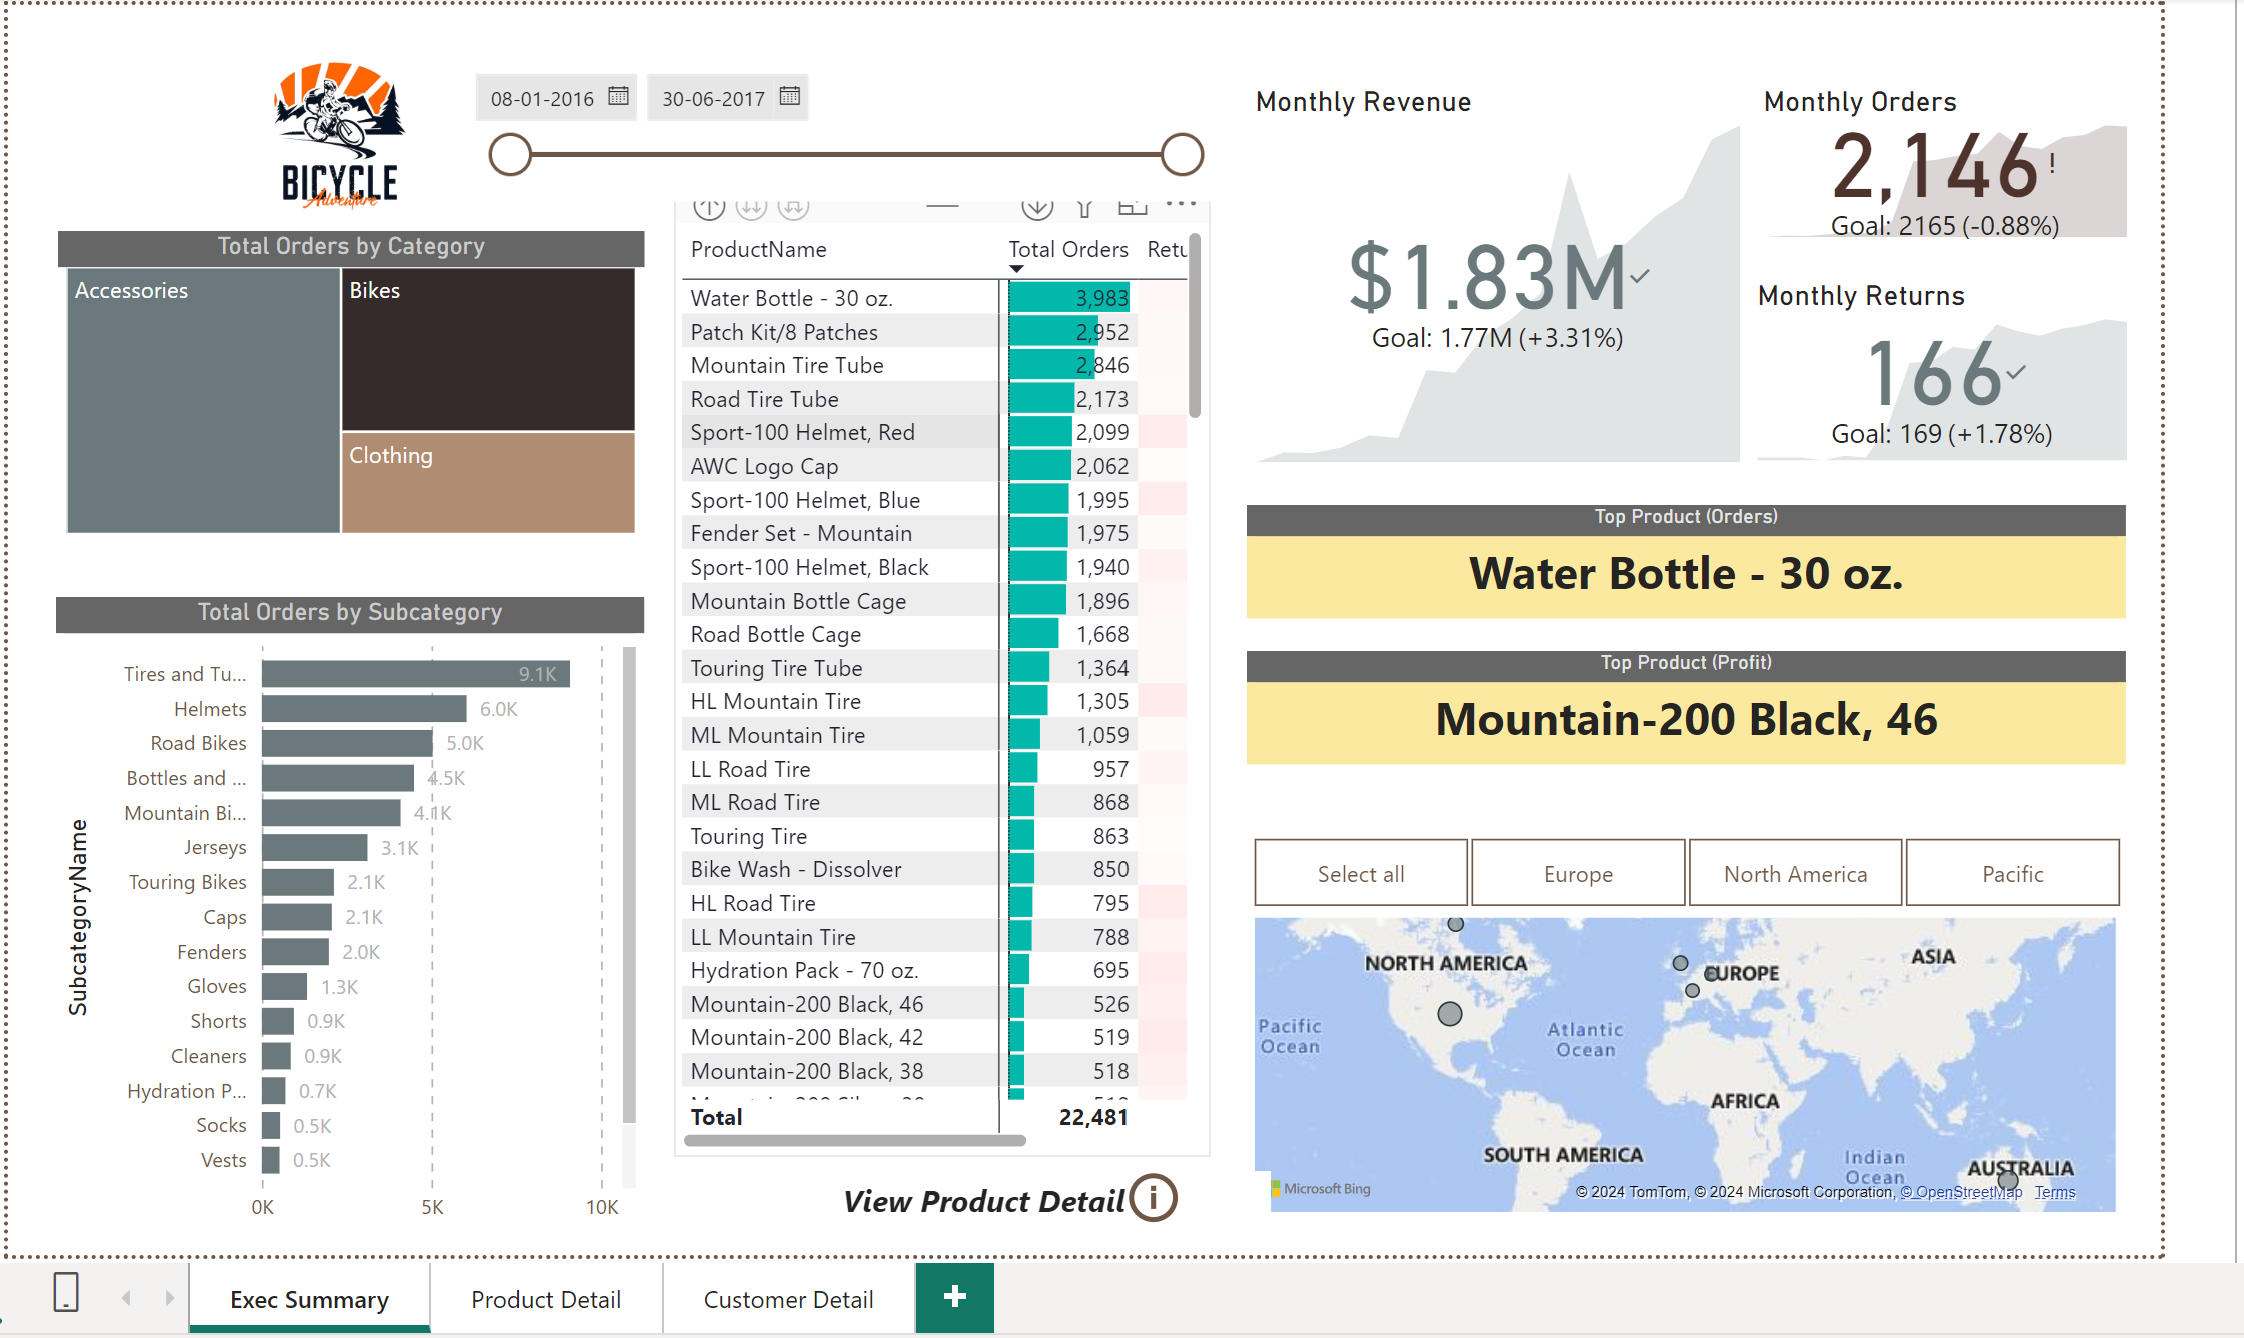 08-01-2016
30-06-2017
BICYCLE
Adventure
Total Orders by Category
Accessories
Bikes
Clothing
Total Orders by Subcategory
SubcategoryName
Tires and Tu... 9.1K
Helmets 6.0K
Road Bikes 5.0K
Bottles and ... 4.5K
Mountain Bi... 4.1K
Jerseys 3.1K
Touring Bikes 2.1K
Caps 2.1K
Fenders 2.0K
Gloves 1.3K
Shorts 0.9K
Cleaners 0.9K
Hydration P... 0.7K
Socks 0.5K
Vests 0.5K
0K 5K 10K
ProductName Total Orders Retu
Water Bottle - 30 oz. 3,983
Patch Kit/8 Patches 2,952
Mountain Tire Tube 2,846
Road Tire Tube 2,173
Sport-100 Helmet, Red 2,099
AWC Logo Cap 2,062
Sport-100 Helmet, Blue 1,995
Fender Set - Mountain 1,975
Sport-100 Helmet, Black 1,940
Mountain Bottle Cage 1,896
Road Bottle Cage 1,668
Touring Tire Tube 1,364
HL Mountain Tire 1,305
ML Mountain Tire 1,059
LL Road Tire 957
ML Road Tire 868
Touring Tire 863
Bike Wash - Dissolver 850
HL Road Tire 795
LL Mountain Tire 788
Hydration Pack - 70 oz. 695
Mountain-200 Black, 46 526
Mountain-200 Black, 42 519
Mountain-200 Black, 38 518
Total 22,481
View Product Detail
Monthly Revenue
$1.83M
Goal: 1.77M (+3.31%)
Monthly Orders
2,146!
Goal: 2165 (-0.88%)
Monthly Returns
166
Goal: 169 (+1.78%)
Top Product (Orders)
Water Bottle - 30 oz.
Top Product (Profit)
Mountain-200 Black, 46
Select all
Europe
North America
Pacific
NORTH AMERICA
EUROPE
ASIA
Pacific
Ocean
Atlantic
Ocean
AFRICA
SOUTH AMERICA
Indian
Ocean
AUSTRALIA
Microsoft Bing
© 2024 TomTom, © 2024 Microsoft Corporation, © OpenStreetMap Terms
Exec Summary
Product Detail
Customer Detail